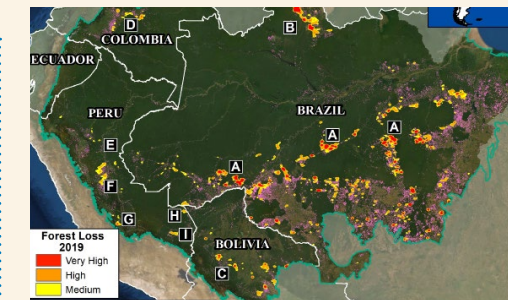 D
COLOMBIA
B
ECUADOR
PERU
BRAZIL
A
A
E
A
F
H
G
I
BOLIVIA
C
Forest Loss
2019
Very High
High
Medium